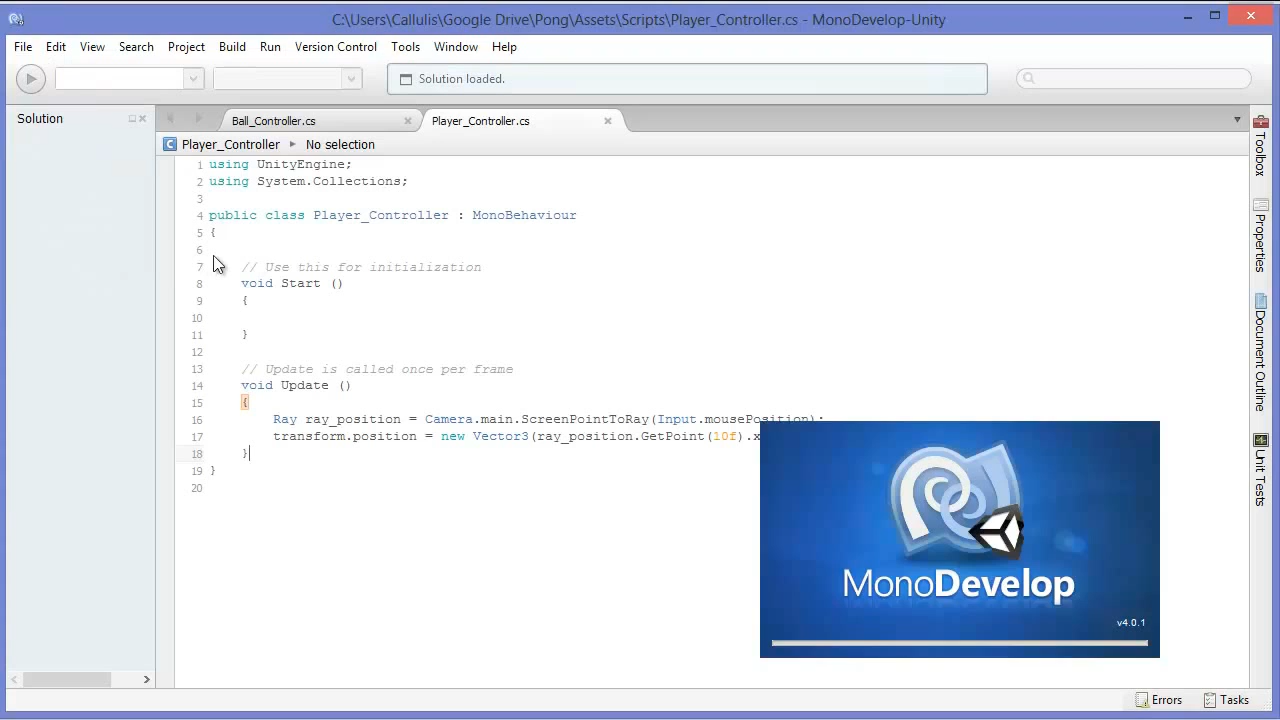 C:\Users\Callulis\Google Drive\Pong\Assets\Scripts\Player_Controller.cs - MonoDevelop-Unity
File Edit View Search Project Build Run Version Control Tools Window Help
Solution loaded.
Solution
Ball_Controller.cs
Player_Controller.cs
Player_Controller
No selection
1 using UnityEngine;
2 using System.Collections;
3
4 public class Player_Controller : MonoBehaviour
5 {
6
7 // Use this for initialization
8 void Start ()
9 {
10
11 }
12
13 // Update is called once per frame
14 void Update ()
15 {
16 Ray ray_position = Camera.main.ScreenPointToRay(Input.mousePosition);
17 transform.position = new Vector3(ray_position.GetPoint(10f).x
18 }
19 }
20
MonoDevelop
v4.0.1
Toolbox
Properties
Document Outline
Unit Tests
Errors
Tasks